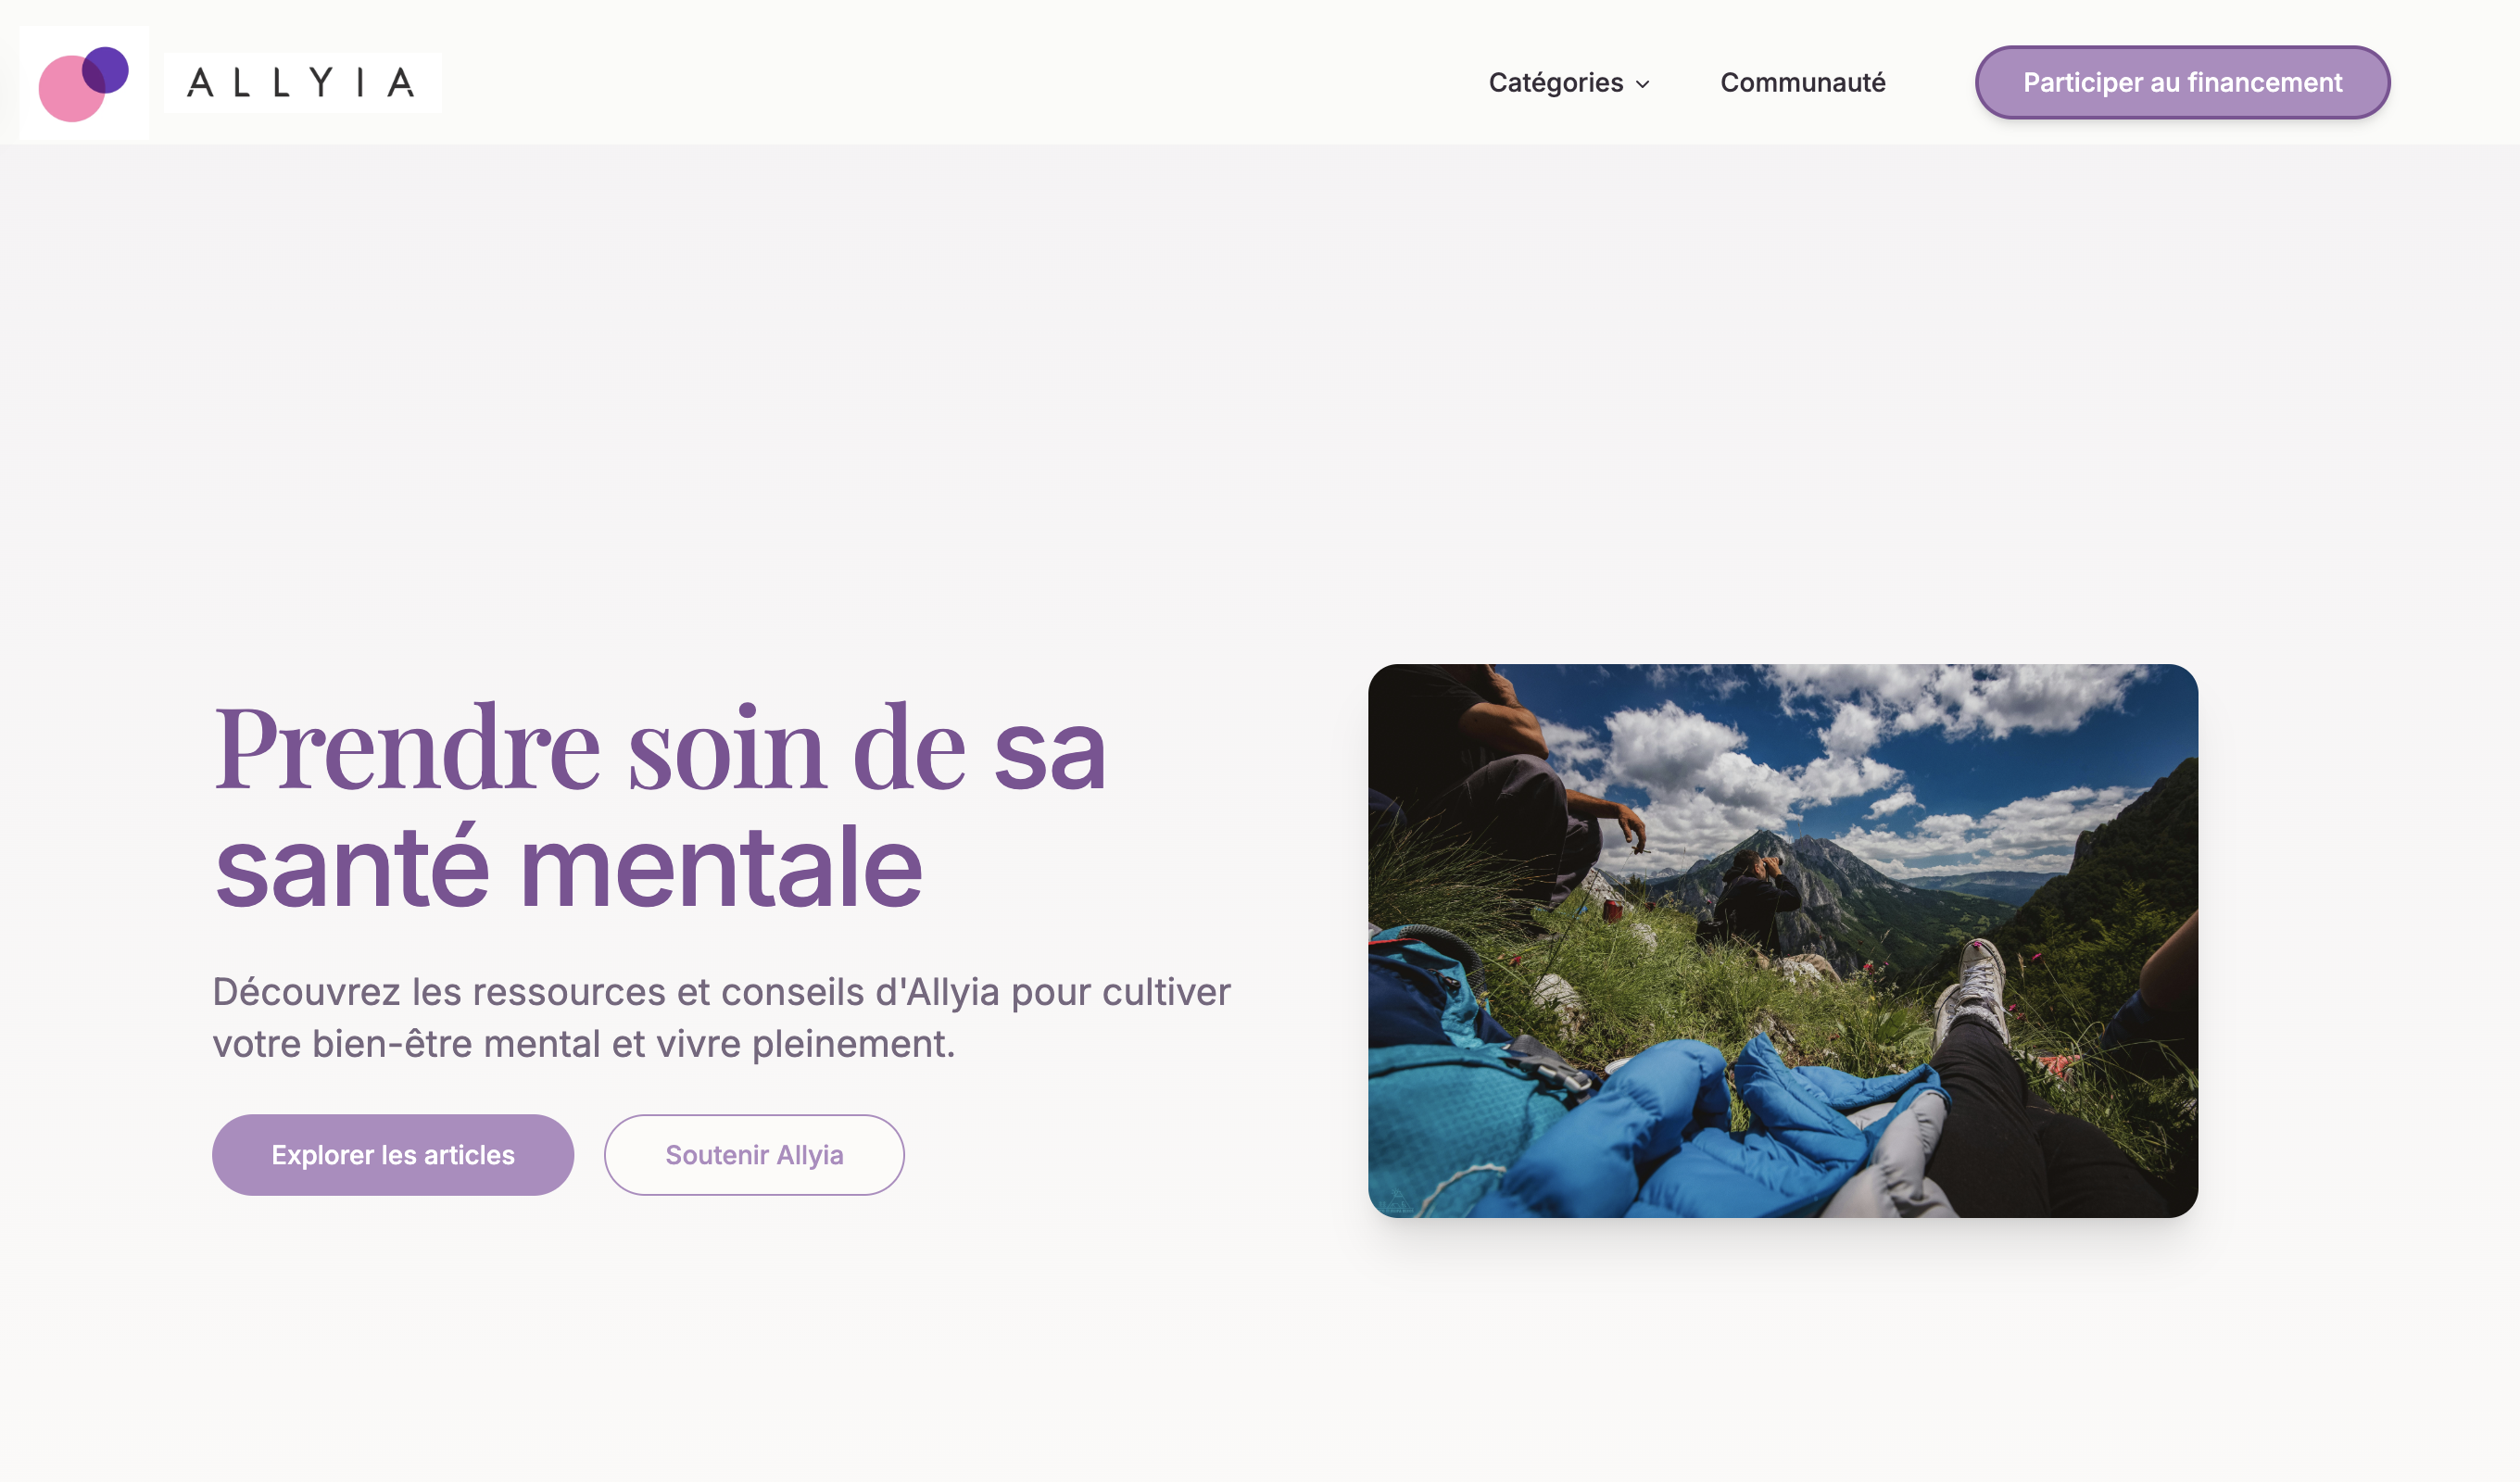 ALLYIA
Catégories
Communauté
Participer au financement
Prendre soin de sa
santé mentale
Découvrez les ressources et conseils d'Allyia pour cultiver
votre bien-être mental et vivre pleinement.
Explorer les articles
Soutenir Allyia